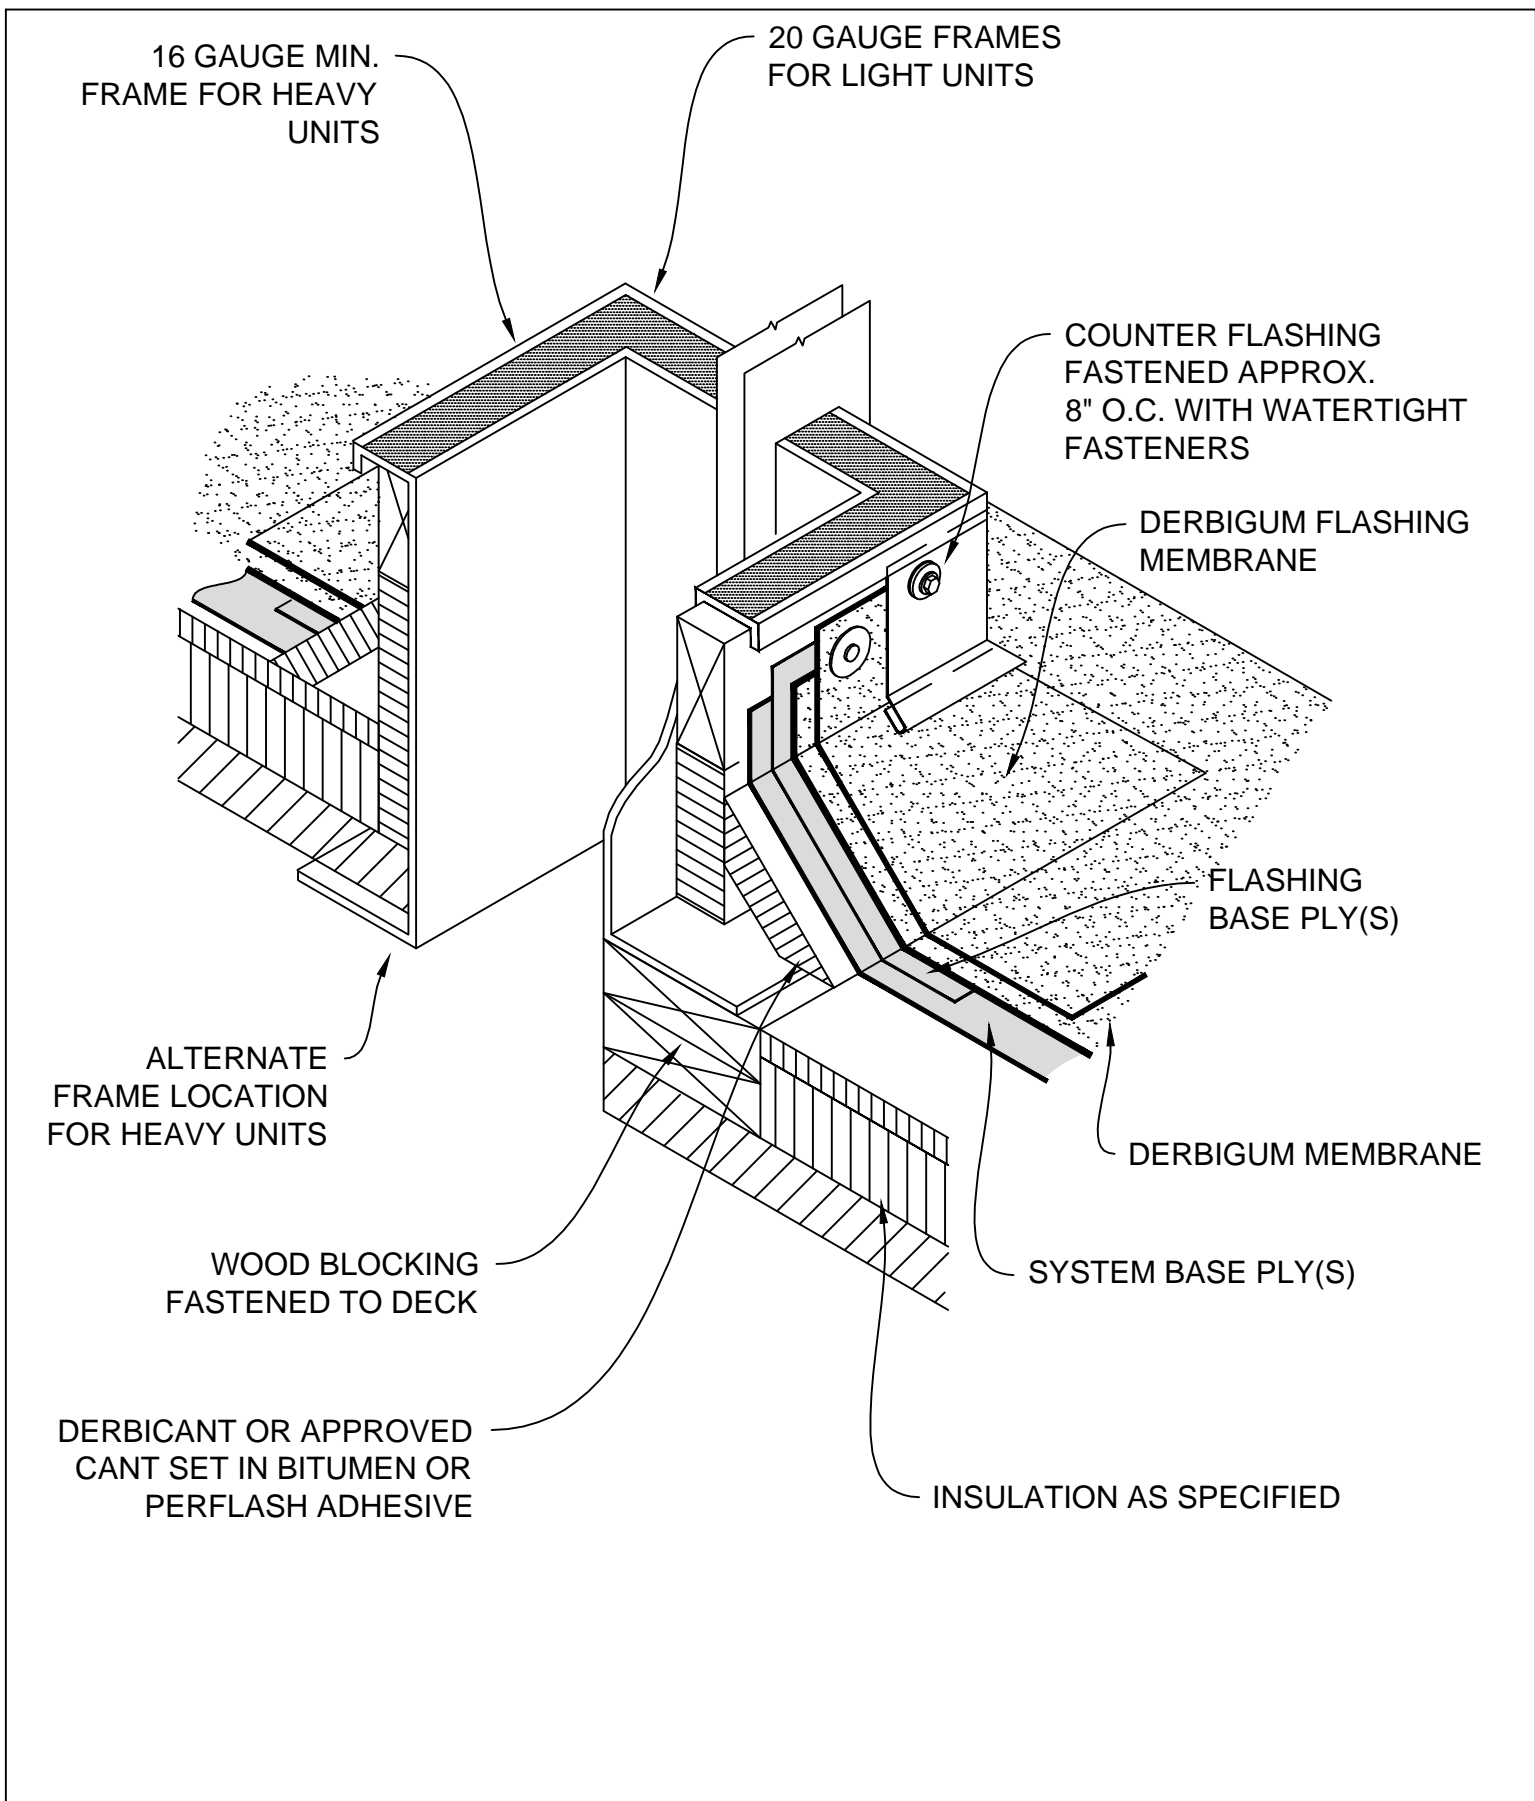 16 GAUGE MIN.
FRAME FOR HEAVY
UNITS
20 GAUGE FRAMES
FOR LIGHT UNITS
COUNTER FLASHING
FASTENED APPROX.
8" O.C. WITH WATERTIGHT
FASTENERS
DERBIGUM FLASHING
MEMBRANE
FLASHING
BASE PLY(S)
ALTERNATE
FRAME LOCATION
FOR HEAVY UNITS
DERBIGUM MEMBRANE
WOOD BLOCKING
FASTENED TO DECK
SYSTEM BASE PLY(S)
DERBICANT OR APPROVED
CANT SET IN BITUMEN OR
PERFLASH ADHESIVE
INSULATION AS SPECIFIED